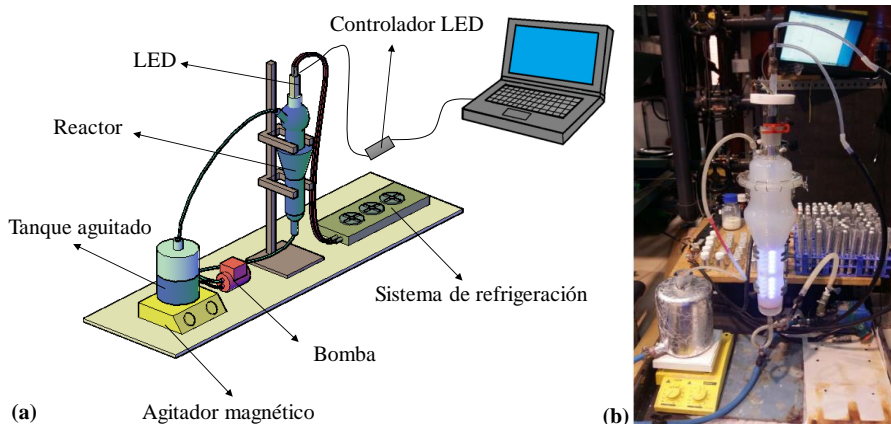 Controlador LED
LED
Reactor
Tanque aguitado
Sistema de refrigeración
Bomba
Agitador magnético
(a)
(b)